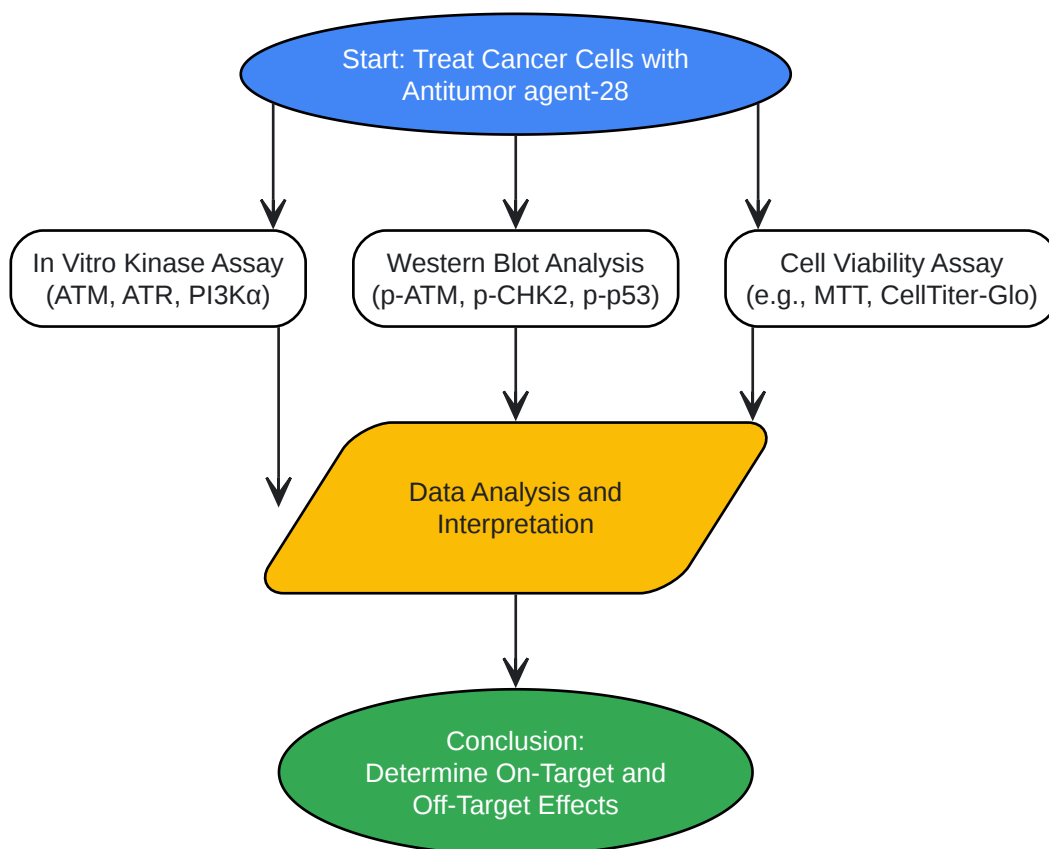 Start: Treat Cancer Cells with
Antitumor agent-28
In Vitro Kinase Assay
(ATM, ATR, PI3Kα)
Western Blot Analysis
(p-ATM, p-CHK2, p-p53)
Cell Viability Assay
(e.g., MTT, CellTiter-Glo)
Data Analysis and
Interpretation
Conclusion:
Determine On-Target and
Off-Target Effects